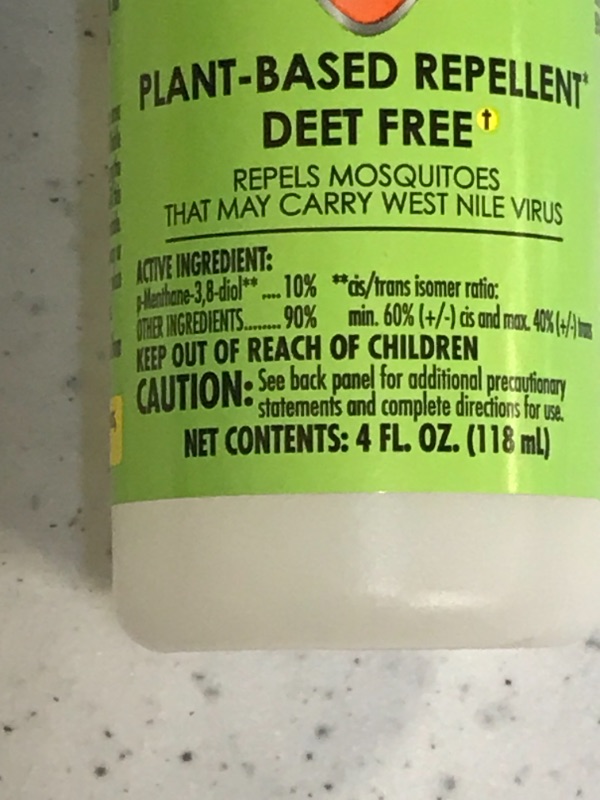 PLANT-BASED REPELLENT*
DEET FREE†
REPELS MOSQUITOES
THAT MAY CARRY WEST NILE VIRUS
ACTIVE INGREDIENT:
p-Menthane-3,8-diol** .... 10% **cis/trans isomer ratio:
OTHER INGREDIENTS........ 90% min. 60% (+/-) cis and max. 40% (+/-) trans
KEEP OUT OF REACH OF CHILDREN
CAUTION: See back panel for additional precautionary
statements and complete directions for use.
NET CONTENTS: 4 FL. OZ. (118 mL)